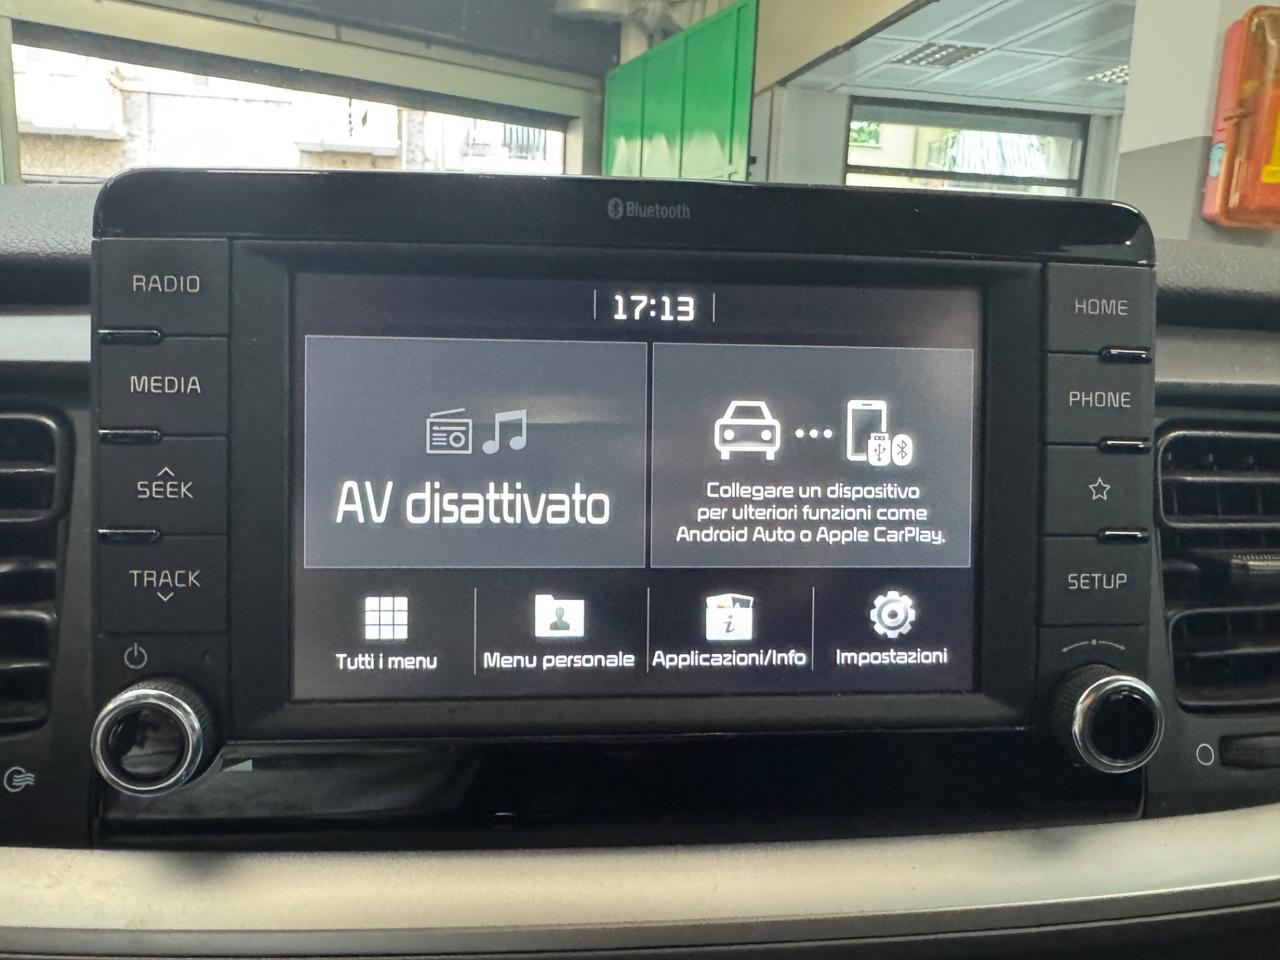 Bluetooth
RADIO
MEDIA
SEEK
TRACK
17:13
AV disattivato
Collegare un dispositivo
per ulteriori funzioni come
Android Auto o Apple CarPlay.
Tutti i menu
Menu personale
Applicazioni/Info
Impostazioni
HOME
PHONE
SETUP